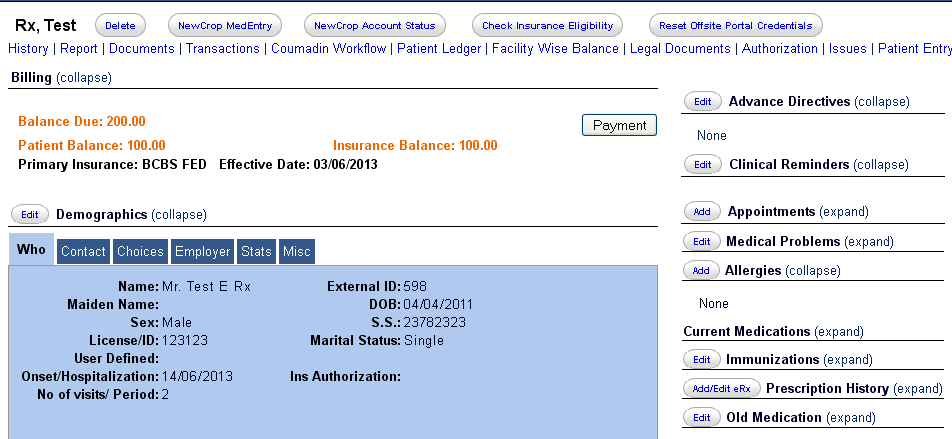 Rx, Test Delete NewCrop MedEntry NewCrop Account Status Check Insurance Eligibility Reset Offsite Portal Credentials
History | Report | Documents | Transactions | Coumadin Workflow | Patient Ledger | Facility Wise Balance | Legal Documents | Authorization | Issues | Patient Entry
Billing (collapse)
Balance Due: 200.00
Payment
Patient Balance: 100.00 Insurance Balance: 100.00
Primary Insurance: BCBS FED Effective Date: 03/06/2013
Edit Demographics (collapse)
Who Contact Choices Employer Stats Misc
Name: Mr. Test E Rx External ID: 598
Maiden Name: DOB: 04/04/2011
Sex: Male S.S.: 23782323
License/ID: 123123 Marital Status: Single
User Defined:
Onset/Hospitalization: 14/06/2013 Ins Authorization:
No of visits/ Period: 2
Edit Advance Directives (collapse)
None
Edit Clinical Reminders (collapse)
Add Appointments (expand)
Edit Medical Problems (expand)
Add Allergies (collapse)
None
Current Medications (expand)
Edit Immunizations (expand)
Add/Edit eRx Prescription History (expand)
Edit Old Medication (expand)